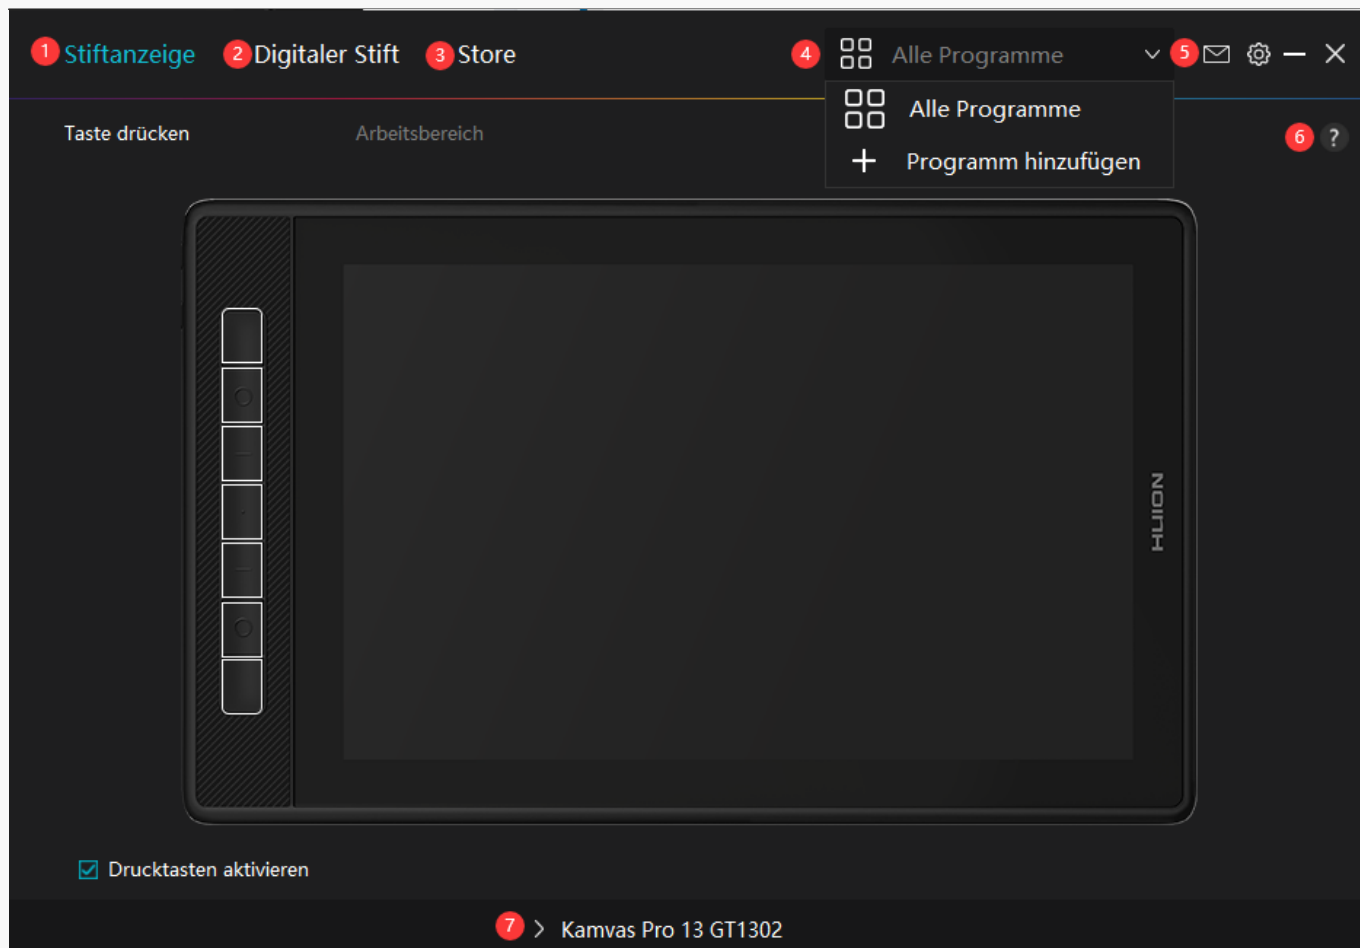 1 Stiftanzeige 2 Digitaler Stift 3 Store 4 Alle Programme 5
Alle Programme
Programm hinzufügen
Taste drücken Arbeitsbereich 6 ?
HUION
Drucktasten aktivieren
7 > Kamvas Pro 13 GT1302